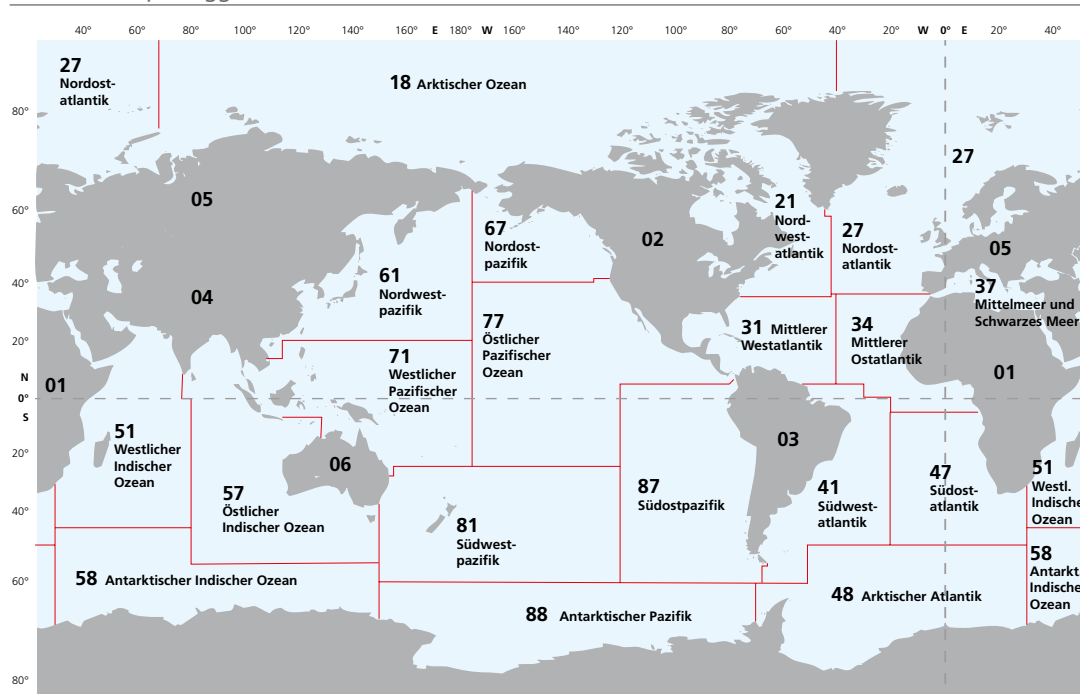 40° 60° 80° 100° 120° 140° 160° E 180° W 160° 140° 120° 100° 80° 60° 40° 20° W 0° E 20° 40°
80°
60°
40°
20°
N
0°
S
20°
40°
60°
80°
27
Nordost-
atlantik
18 Arktischer Ozean
27
05
67
Nordost-
pazifik
02
21
Nord-
west-
atlantik
27
Nordost-
atlantik
05
04
61
Nordwest-
pazifik
37
Mittelmeer und
Schwarzes Meer
77
Östlicher
Pazifischer
Ozean
31 Mittlerer
Westatlantik
34
Mittlerer
Ostatlantik
71
Westlicher
Pazifischer
Ozean
01
01
51
Westlicher
Indischer
Ozean
06
03
57
Östlicher
Indischer Ozean
81
Südwest-
pazifik
87
Südostpazifik
41
Südwest-
atlantik
47
Südost-
atlantik
51
Westl.
Indische
Ozean
58 Antarktischer Indischer Ozean
88 Antarktischer Pazifik
48 Arktischer Atlantik
58
Antarkt.
Indische
Ozean